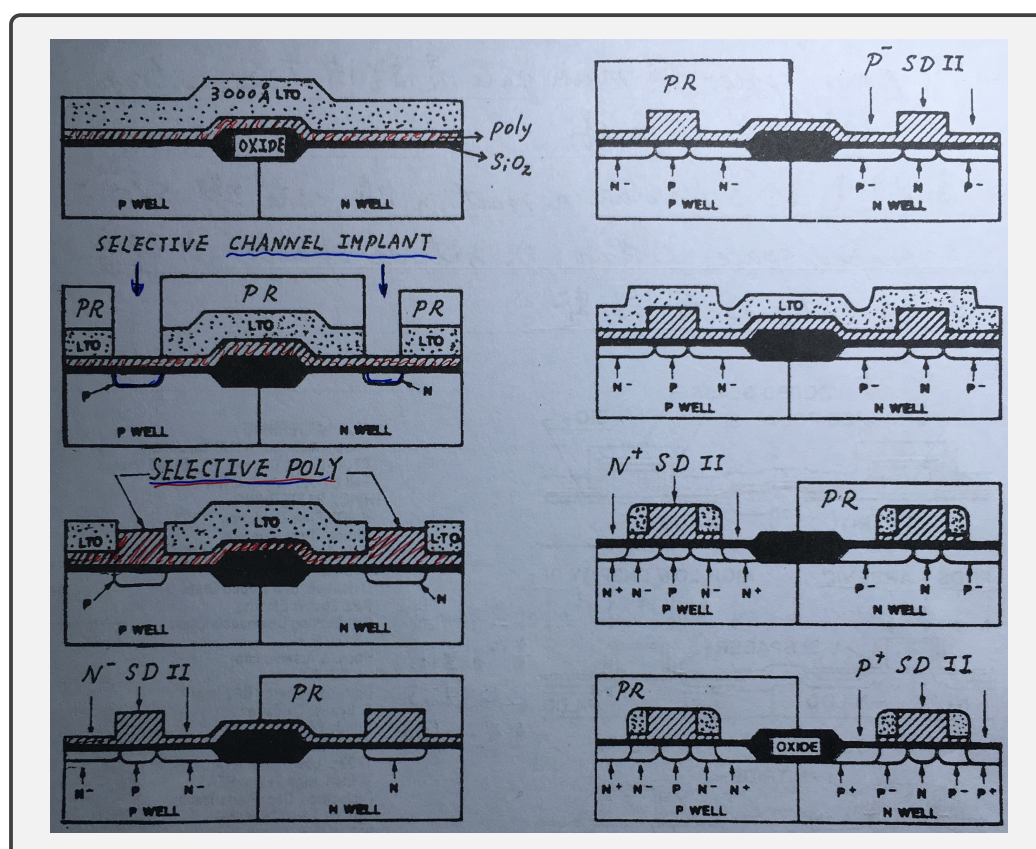 3000Å LTO
poly
OXIDE
SiO₂
P WELL
N WELL
SELECTIVE CHANNEL IMPLANT
PR
PR
PR
LTO
LTO
LTO
P
N
P WELL
N WELL
SELECTIVE POLY
LTO
LTO
LTO
P
N
P WELL
N WELL
N⁻ SD II
PR
N-
P
N-
N
P WELL
N WELL
P⁻ SD II
PR
N-
P
N-
P-
N
P-
P WELL
N WELL
LTO
N-
P
N-
P-
N
P-
P WELL
N WELL
N⁺ SD II
PR
N+
N-
P
N-
N+
P-
N
P-
P WELL
N WELL
P⁺ SD II
PR
OXIDE
N+
N-
P
N-
N+
P+
P-
N
P-
P+
P WELL
N WELL